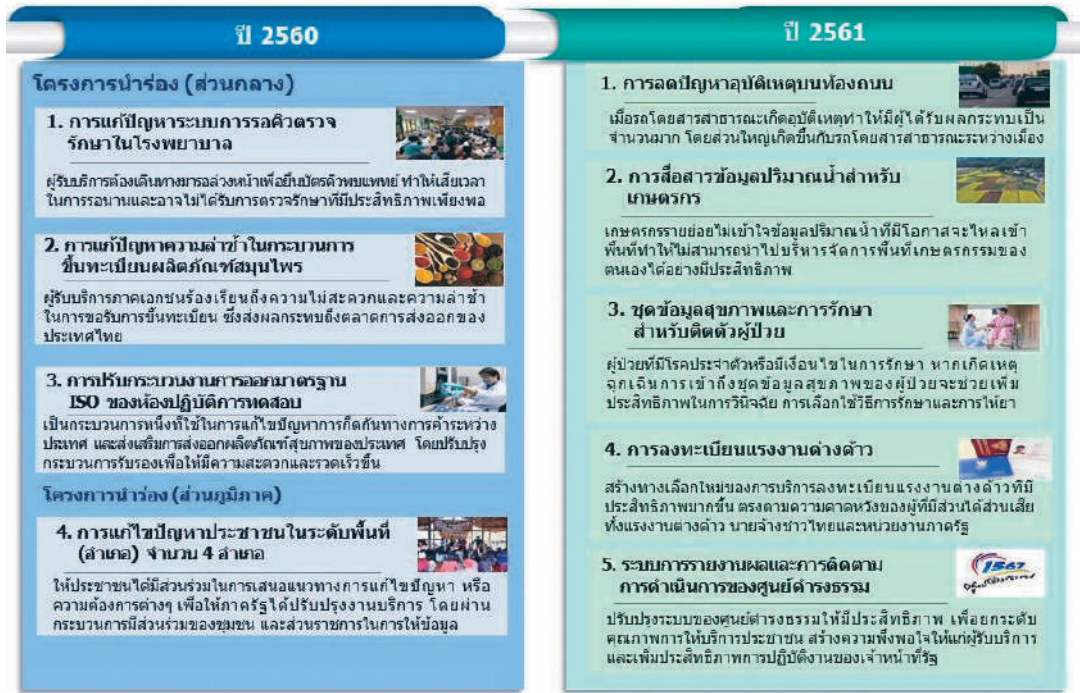 ปี 2560
โครงการนำร่อง (ส่วนกลาง)
1. การแก้ปัญหาระบบการรอคิวตรวจ
รักษาในโรงพยาบาล
ผู้รับบริการต้องเดินทางมารอล่วงหน้าเพื่อยื่นบัตรคิวพบแพทย์ ทำให้เสียเวลา
ในการรอนานและอาจไม่ได้รับการตรวจรักษาที่มีประสิทธิภาพเพียงพอ
2. การแก้ปัญหาความล่าช้าในกระบวนการ
ขึ้นทะเบียนผลิตภัณฑ์สมุนไพร
ผู้รับบริการภาคเอกชนร้องเรียนถึงความไม่สะดวกและความล่าช้า
ในการขอรับการขึ้นทะเบียน ซึ่งส่งผลกระทบถึงตลาดการส่งออกของ
ประเทศไทย
3. การปรับกระบวนงานการออกมาตรฐาน
ISO ของห้องปฏิบัติการทดสอบ
เป็นกระบวนการหนึ่งที่ใช้ในการแก้ไขปัญหาการกีดกันทางการค้าระหว่าง
ประเทศ และส่งเสริมการส่งออกผลิตภัณฑ์สุขภาพของประเทศ โดยปรับปรุง
กระบวนการรับรองเพื่อให้มีความสะดวกและรวดเร็วขึ้น
โครงการนำร่อง (ส่วนภูมิภาค)
4. การแก้ไขปัญหาประชาชนในระดับพื้นที่
(อำเภอ) จำนวน 4 อำเภอ
ให้ประชาชนได้มีส่วนร่วมในการเสนอแนวทางการแก้ไขปัญหา หรือ
ความต้องการต่างๆ เพื่อให้ภาครัฐได้ปรับปรุงงานบริการ โดยผ่าน
กระบวนการมีส่วนร่วมของชุมชน และส่วนราชการในการให้ข้อมูล
ปี 2561
1. การลดปัญหาอุบัติเหตุบนท้องถนน
เมื่อรถโดยสารสาธารณะเกิดอุบัติเหตุทำให้มีผู้ได้รับผลกระทบเป็น
จำนวนมาก โดยส่วนใหญ่เกิดขึ้นกับรถโดยสารสาธารณะระหว่างเมือง
2. การสื่อสารข้อมูลปริมาณน้ำสำหรับ
เกษตรกร
เกษตรกรรายย่อยไม่เข้าใจข้อมูลปริมาณน้ำที่มีโอกาสจะไหลเข้า
พื้นที่ทำให้ไม่สามารถนำไปบริหารจัดการพื้นที่เกษตรกรรมของ
ตนเองได้อย่างมีประสิทธิภาพ
3. ชุดข้อมูลสุขภาพและการรักษา
สำหรับติดตัวผู้ป่วย
ผู้ป่วยที่มีโรคประจำตัวหรือมีเงื่อนไขในการรักษา หากเกิดเหตุ
ฉุกเฉินการเข้าถึงชุดข้อมูลสุขภาพของผู้ป่วยจะช่วยเพิ่ม
ประสิทธิภาพในการวินิจฉัย การเลือกใช้วิธีการรักษาและการให้ยา
4. การลงทะเบียนแรงงานต่างด้าว
สร้างทางเลือกใหม่ของการบริการลงทะเบียนแรงงานต่างด้าวที่มี
ประสิทธิภาพมากขึ้น ตรงตามความคาดหวังของผู้ที่มีส่วนได้ส่วนเสีย
ทั้งแรงงานต่างด้าว นายจ้างชาวไทยและหน่วยงานภาครัฐ
5. ระบบการรายงานผลและการติดตาม
การดำเนินการของศูนย์ดำรงธรรม
1567
ศูนย์ดำรงธรรม
ปรับปรุงระบบของศูนย์ดำรงธรรมให้มีประสิทธิภาพ เพื่อยกระดับ
คุณภาพการให้บริการประชาชน สร้างความพึงพอใจให้แก่ผู้รับบริการ
และเพิ่มประสิทธิภาพการปฏิบัติงานของเจ้าหน้าที่รัฐ